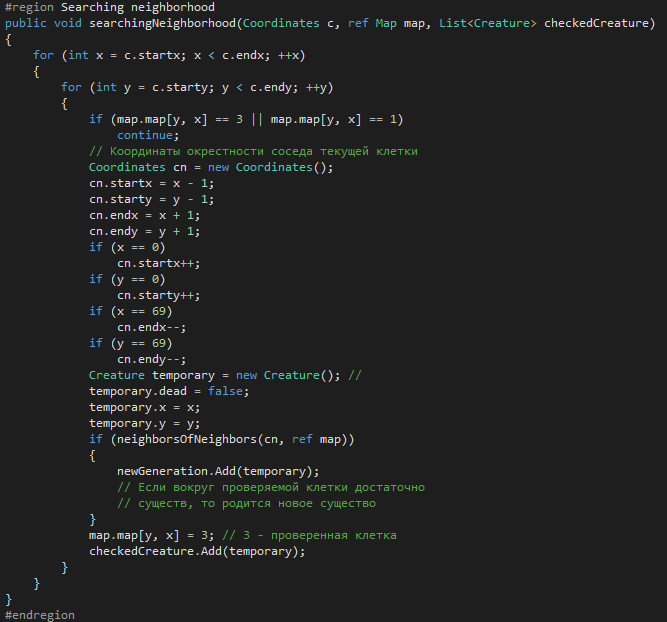 #region Searching neighborhood
public void searchingNeighborhood(Coordinates c, ref Map map, List<Creature> checkedCreature)
{
    for (int x = c.startx; x < c.endx; ++x)
    {
        for (int y = c.starty; y < c.endy; ++y)
        {
            if (map.map[y, x] == 3 || map.map[y, x] == 1)
                continue;
            // Координаты окрестности соседа текущей клетки
            Coordinates cn = new Coordinates();
            cn.startx = x - 1;
            cn.starty = y - 1;
            cn.endx = x + 1;
            cn.endy = y + 1;
            if (x == 0)
                cn.startx++;
            if (y == 0)
                cn.starty++;
            if (x == 69)
                cn.endx--;
            if (y == 69)
                cn.endy--;
            Creature temporary = new Creature(); //
            temporary.dead = false;
            temporary.x = x;
            temporary.y = y;
            if (neighborsOfNeighbors(cn, ref map))
            {
                newGeneration.Add(temporary);
                // Если вокруг проверяемой клетки достаточно
                // существ, то родится новое существо
            }
            map.map[y, x] = 3; // 3 - проверенная клетка
            checkedCreature.Add(temporary);
        }
    }
}
#endregion